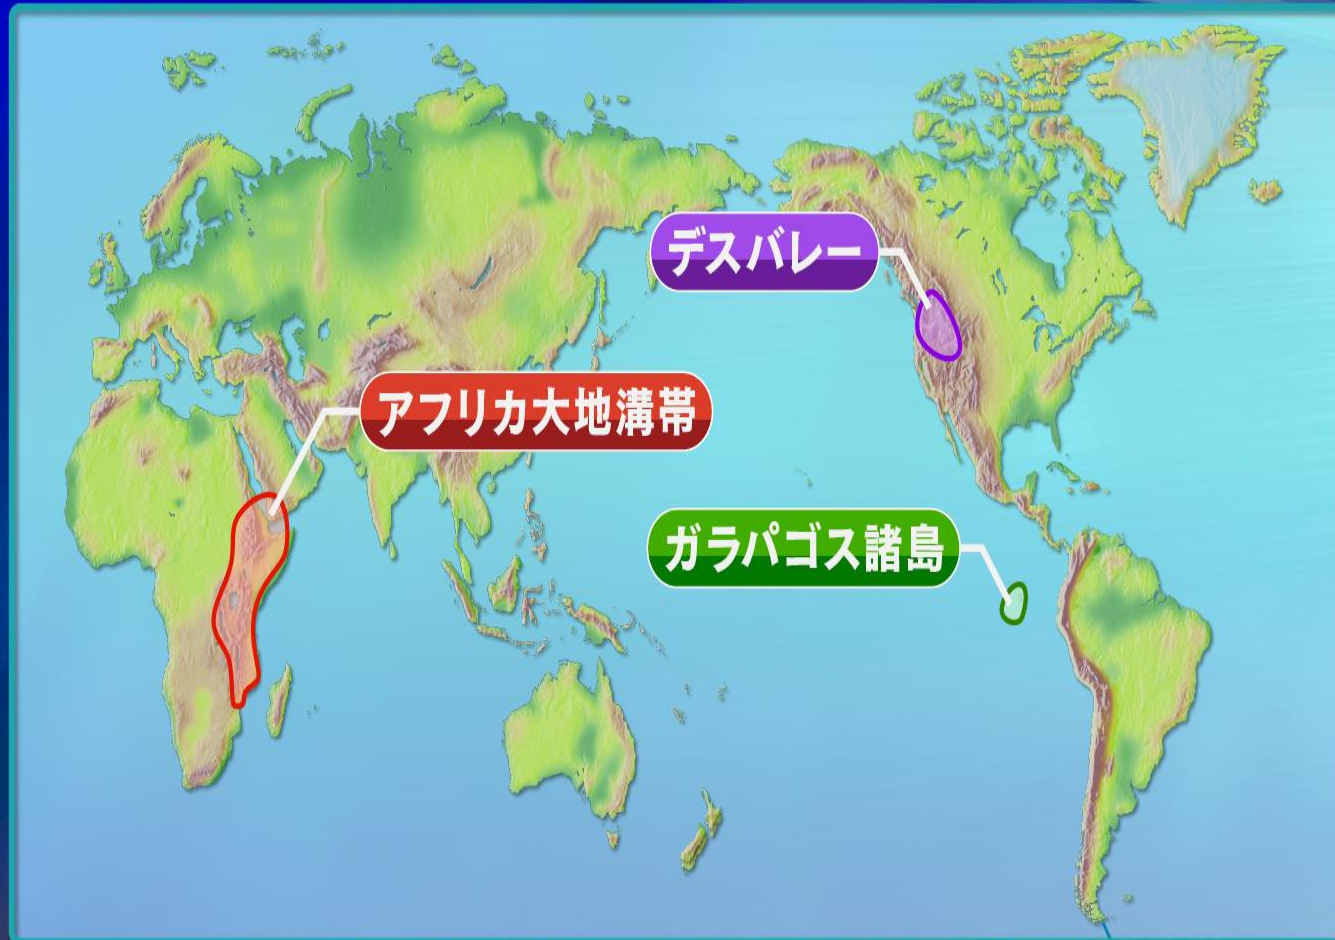 デスバレー
アフリカ大地溝帯
ガラパゴス諸島